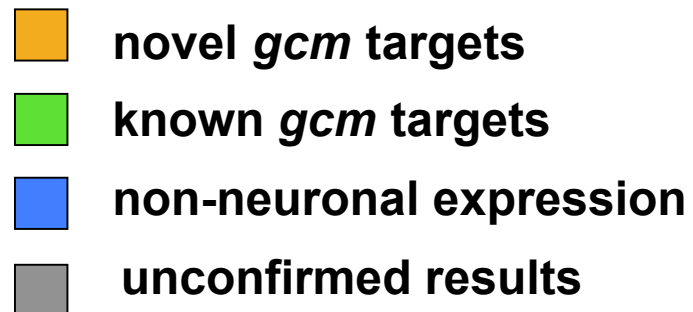 novel gcm targets
known gcm targets
non-neuronal expression
unconfirmed results